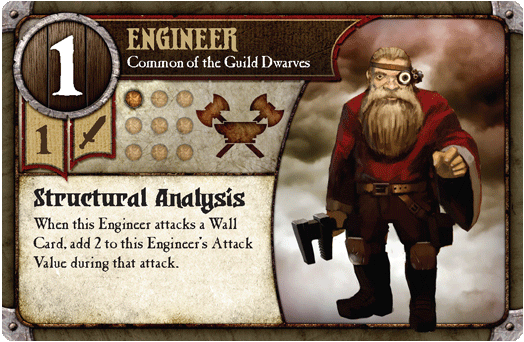 1
ENGINEER
Common of the Guild Dwarves
1
Structural Analysis
When this Engineer attacks a Wall
Card, add 2 to this Engineer's Attack
Value during that attack.